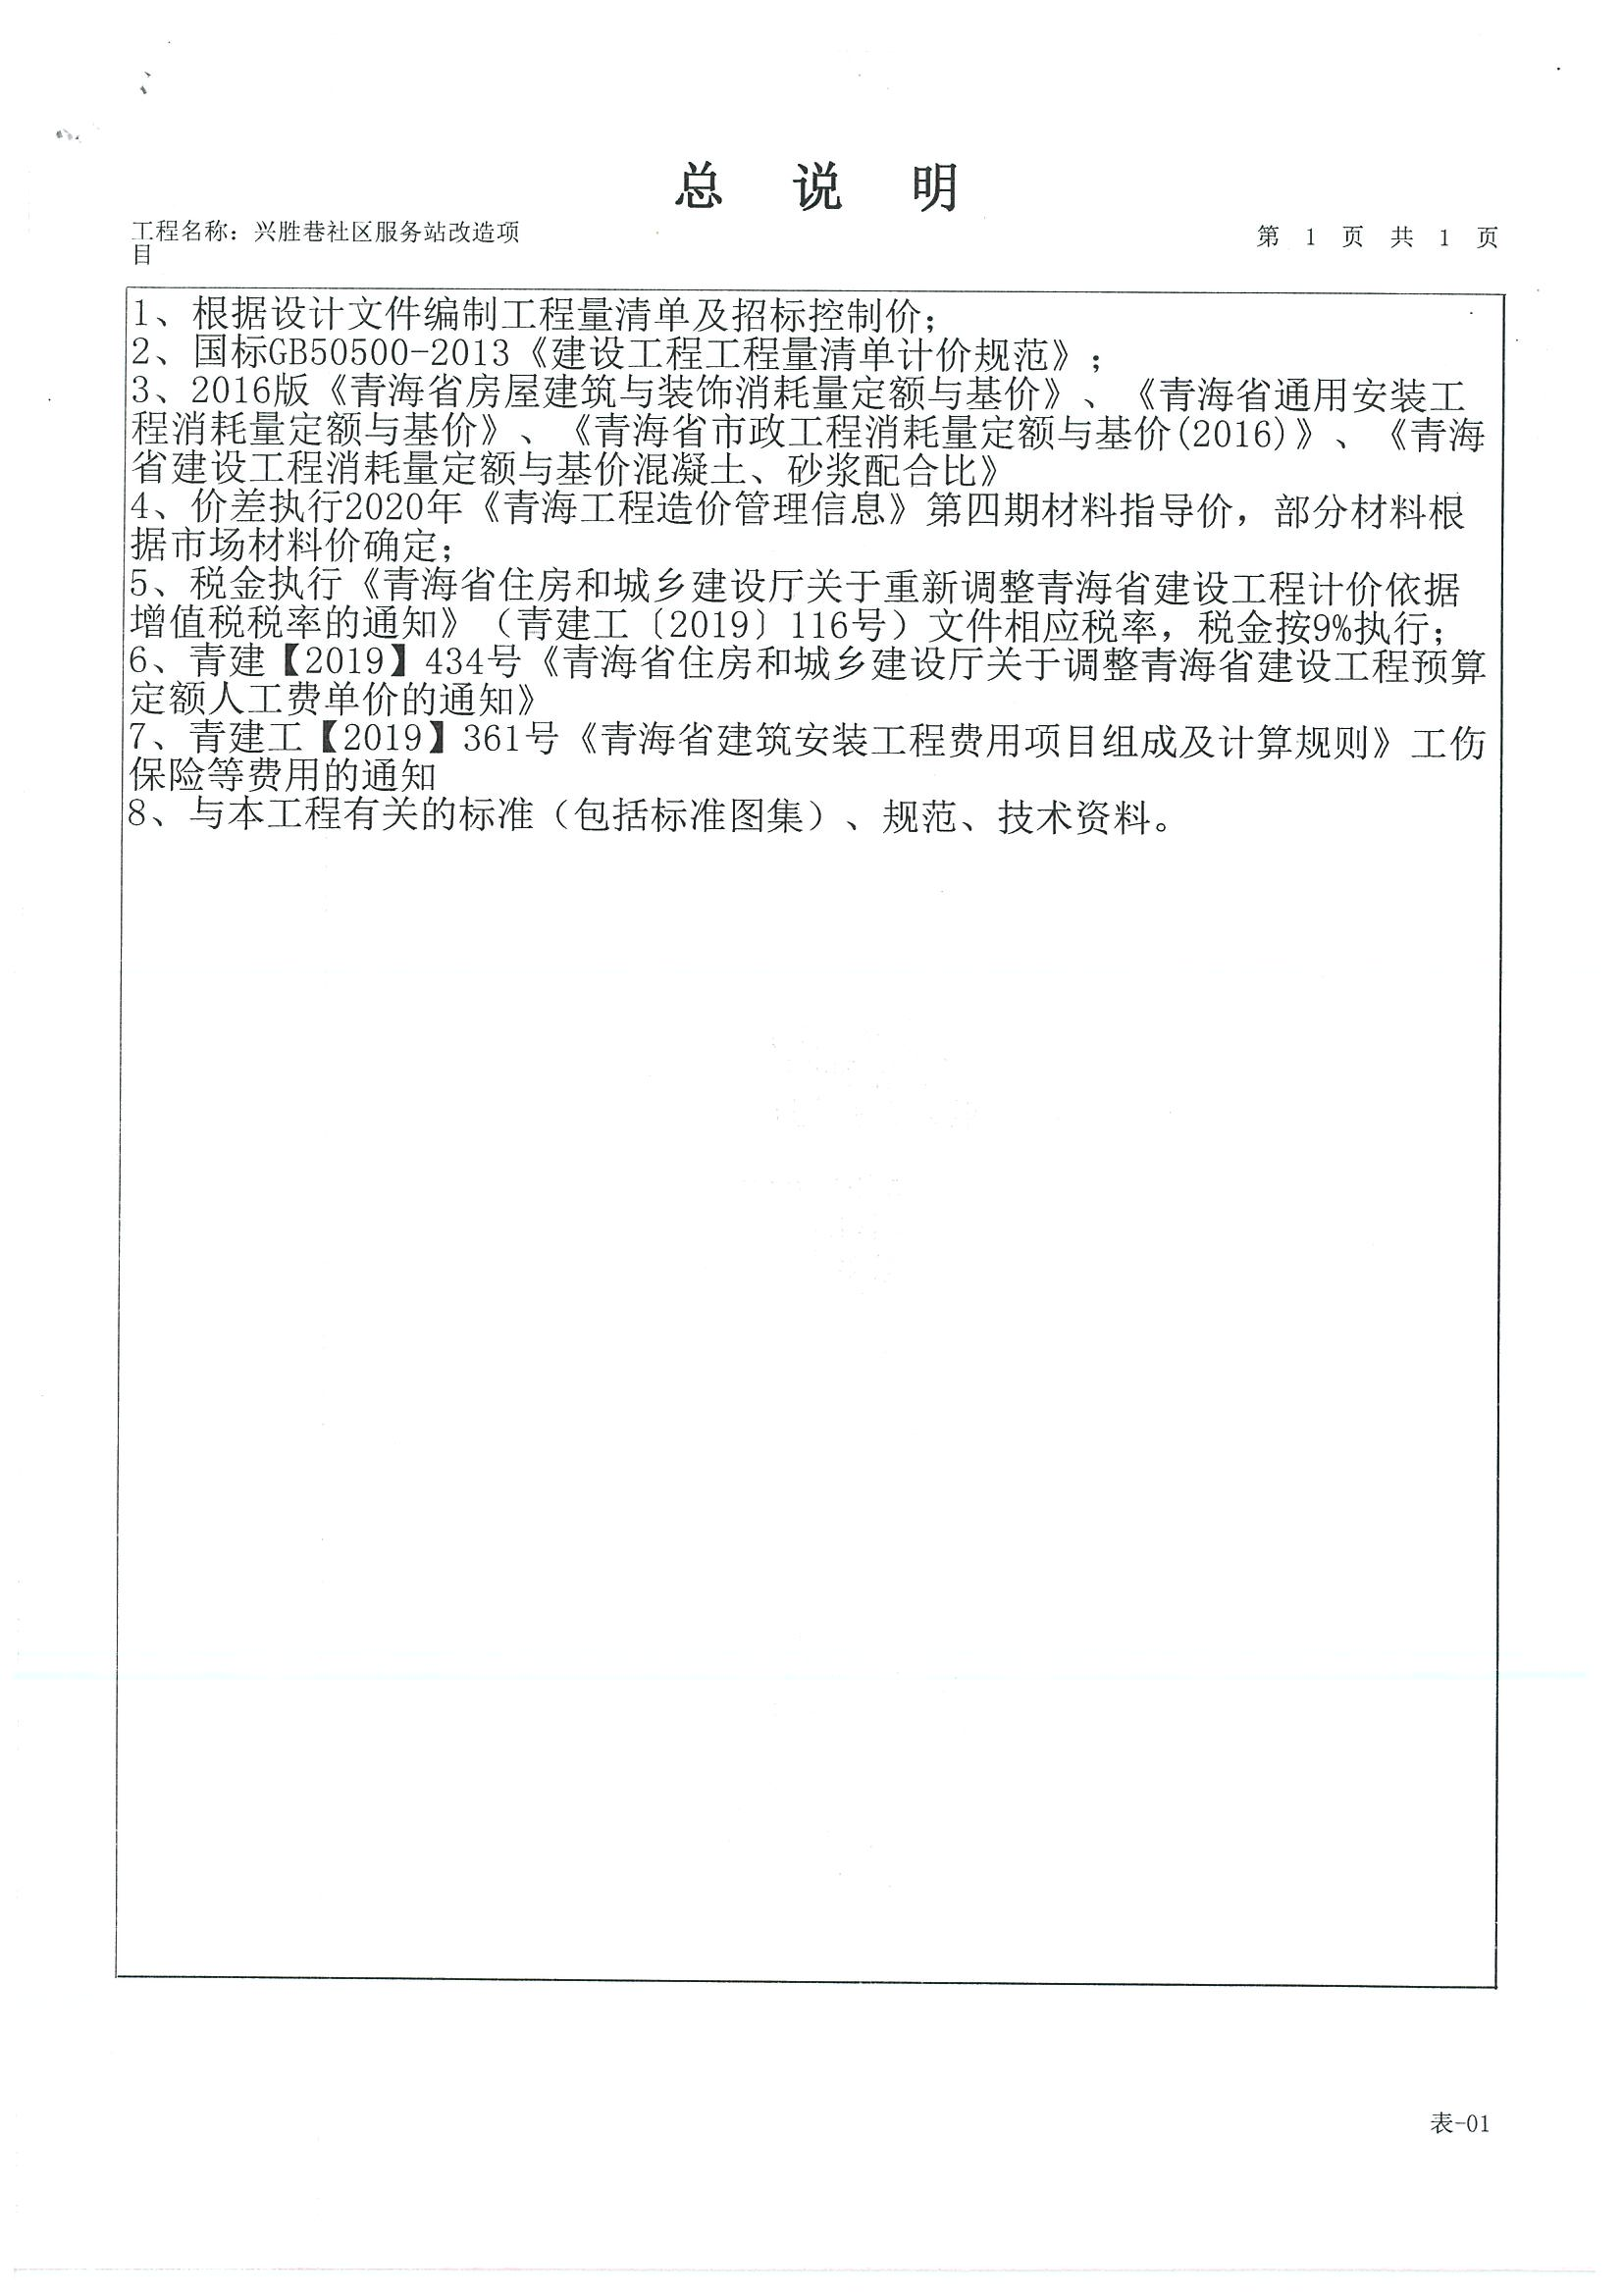 总 说 明
工程名称：兴胜巷社区服务站改造项
目
第 1 页 共 1 页
1、根据设计文件编制工程量清单及招标控制价；
2、国标GB50500-2013《建设工程工程量清单计价规范》；
3、2016版《青海省房屋建筑与装饰消耗量定额与基价》、《青海省通用安装工
程消耗量定额与基价》、《青海省市政工程消耗量定额与基价(2016)》、《青海
省建设工程消耗量定额与基价混凝土、砂浆配合比》
4、价差执行2020年《青海工程造价管理信息》第四期材料指导价，部分材料根
据市场材料价确定；
5、税金执行《青海省住房和城乡建设厅关于重新调整青海省建设工程计价依据
增值税税率的通知》（青建工〔2019〕116号）文件相应税率，税金按9%执行；
6、青建【2019】434号《青海省住房和城乡建设厅关于调整青海省建设工程预算
定额人工费单价的通知》
7、青建工【2019】361号《青海省建筑安装工程费用项目组成及计算规则》工伤
保险等费用的通知
8、与本工程有关的标准（包括标准图集）、规范、技术资料。
表-01